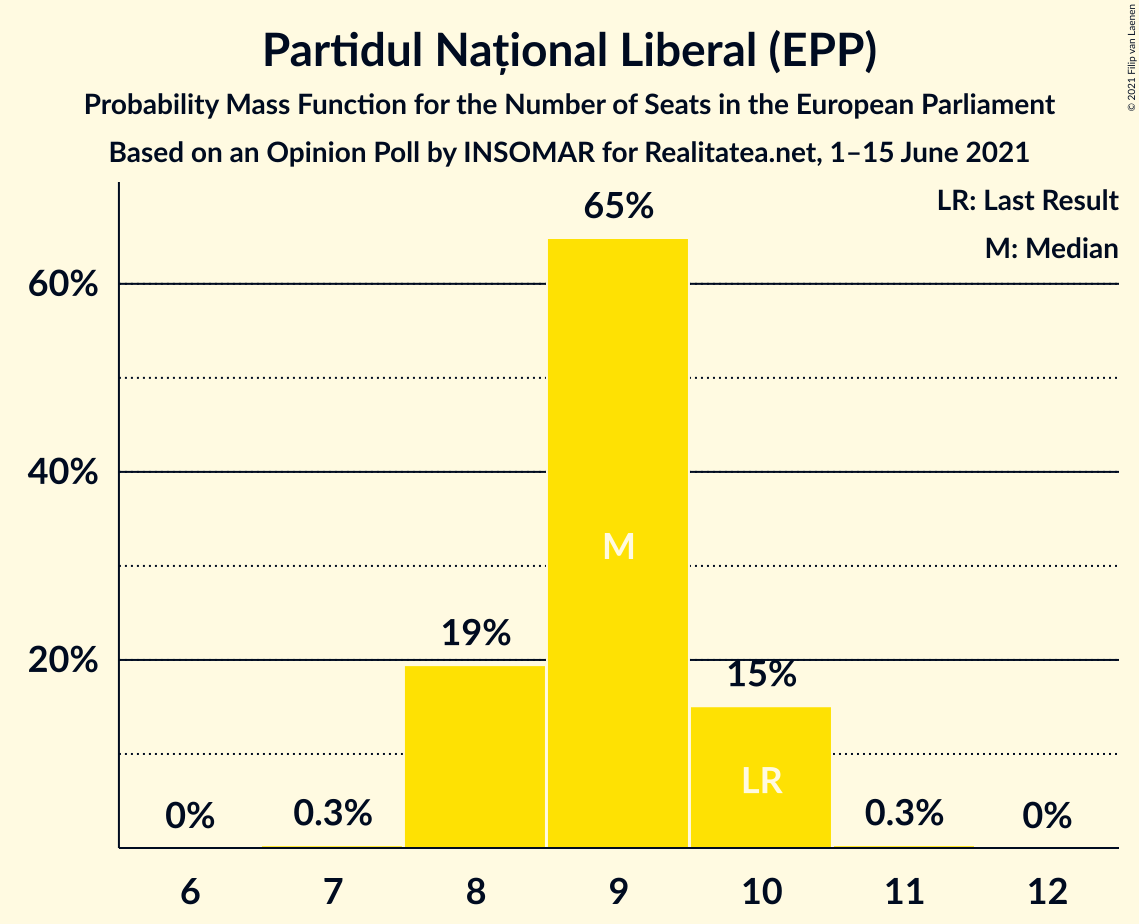 Partidul Național Liberal (EPP)
Probability Mass Function for the Number of Seats in the European Parliament
Based on an Opinion Poll by INSOMAR for Realitatea.net, 1–15 June 2021
© 2021 Filip van Laenen
LR: Last Result
M: Median
65%
60%
40%
M
19%
20%
15%
LR
0%
0.3%
0.3%
0%
6
7
8
9
10
11
12